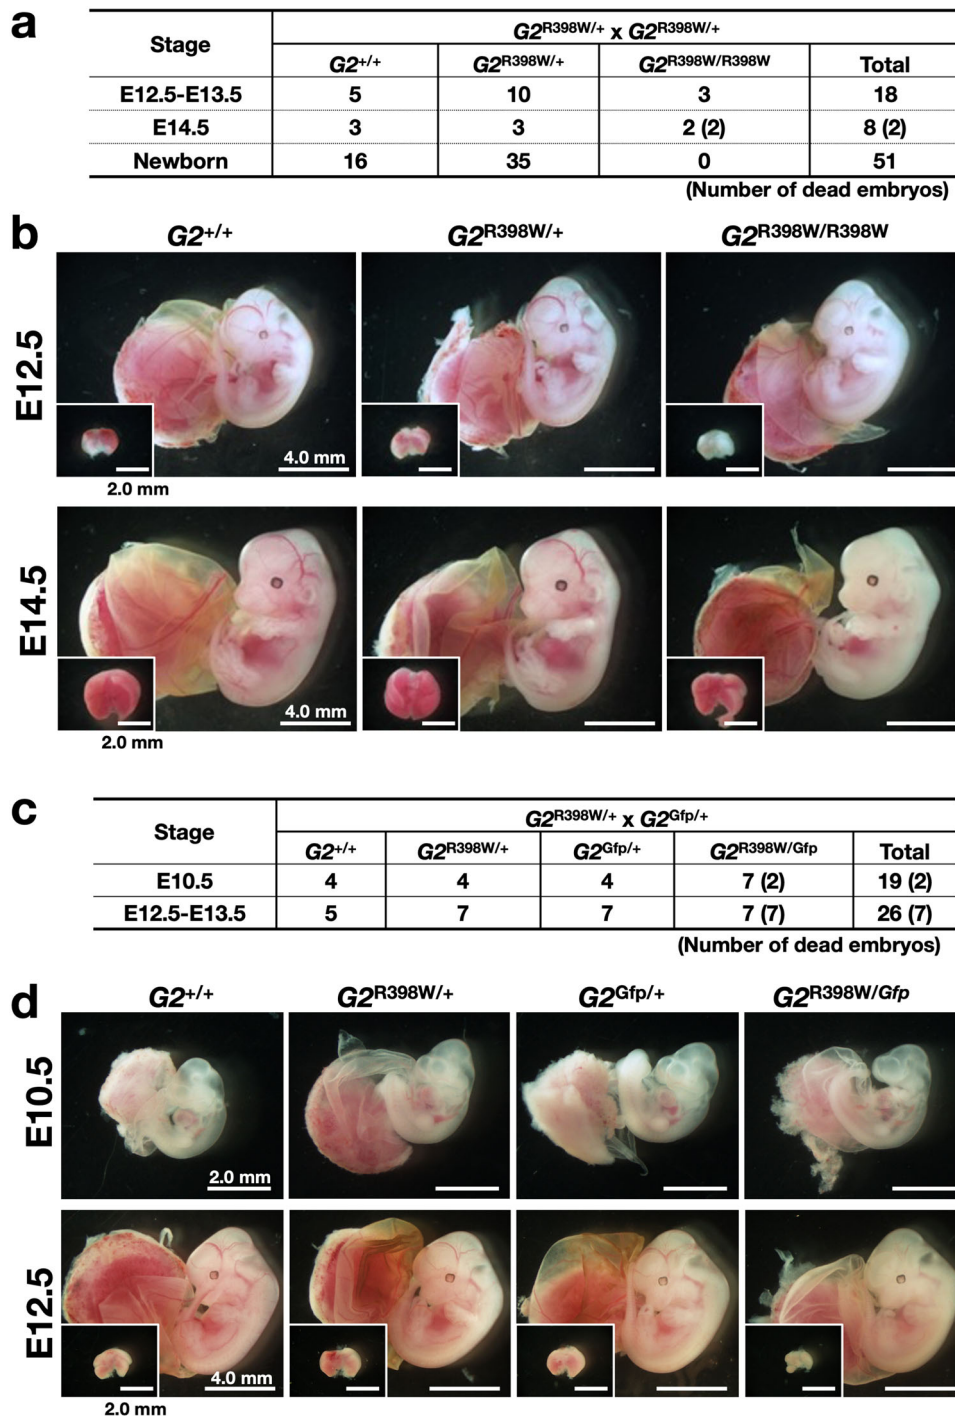 a
Stage
G2R398W/+ x G2R398W/+
G2+/+ G2R398W/+ G2R398W/R398W Total
E12.5-E13.5 5 10 3 18
E14.5 3 3 2 (2) 8 (2)
Newborn 16 35 0 51
(Number of dead embryos)
b
G2+/+ G2R398W/+ G2R398W/R398W
E12.5
4.0 mm
2.0 mm
E14.5
4.0 mm
2.0 mm
c
Stage
G2R398W/+ x G2Gfp/+
G2+/+ G2R398W/+ G2Gfp/+ G2R398W/Gfp Total
E10.5 4 4 4 7 (2) 19 (2)
E12.5-E13.5 5 7 7 7 (7) 26 (7)
(Number of dead embryos)
d
G2+/+ G2R398W/+ G2Gfp/+ G2R398W/Gfp
E10.5
2.0 mm
E12.5
4.0 mm
2.0 mm